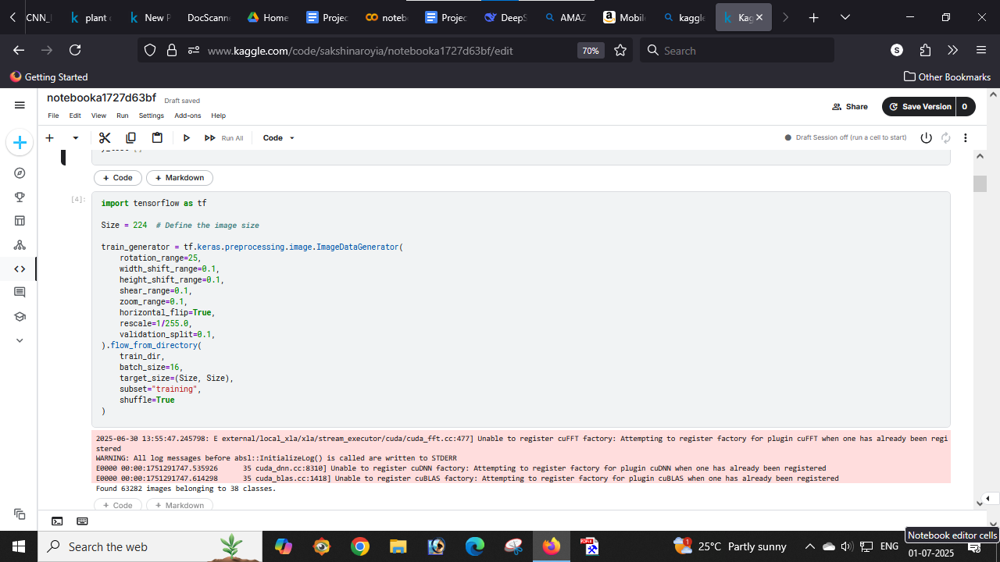 CNN_
plant
New P
DocScann
Home
Projec
noteb
Projec
DeepS
AMAZ
Mobil
kaggle
Kag
www.kaggle.com/code/sakshinaroyia/notebooka1727d63bf/edit
70%
Search
S
Getting Started
Other Bookmarks
notebooka1727d63bf
Draft saved
File Edit View Run Settings Add-ons Help
Share
Save Version 0
Run All
Code
Draft Session off (run a cell to start)
+ Code + Markdown
[4]:
import tensorflow as tf
Size = 224 # Define the image size
train_generator = tf.keras.preprocessing.image.ImageDataGenerator(
rotation_range=25,
width_shift_range=0.1,
height_shift_range=0.1,
shear_range=0.1,
zoom_range=0.1,
horizontal_flip=True,
rescale=1/255.0,
validation_split=0.1,
).flow_from_directory(
train_dir,
batch_size=16,
target_size=(Size, Size),
subset="training",
shuffle=True
)
2025-06-30 13:55:47.245798: E external/local_xla/xla/stream_executor/cuda/cuda_fft.cc:477] Unable to register cuFFT factory: Attempting to register factory for plugin cuFFT when one has already been regi
stered
WARNING: All log messages before absl::InitializeLog() is called are written to STDERR
E0000 00:00:1751291747.535926 35 cuda_dnn.cc:8310] Unable to register cuDNN factory: Attempting to register factory for plugin cuDNN when one has already been registered
E0000 00:00:1751291747.614298 35 cuda_blas.cc:1418] Unable to register cuBLAS factory: Attempting to register factory for plugin cuBLAS when one has already been registered
Found 63282 images belonging to 38 classes.
+ Code + Markdown
Notebook editor cells
Search the web
1
25°C Partly sunny
ENG
01-07-2025